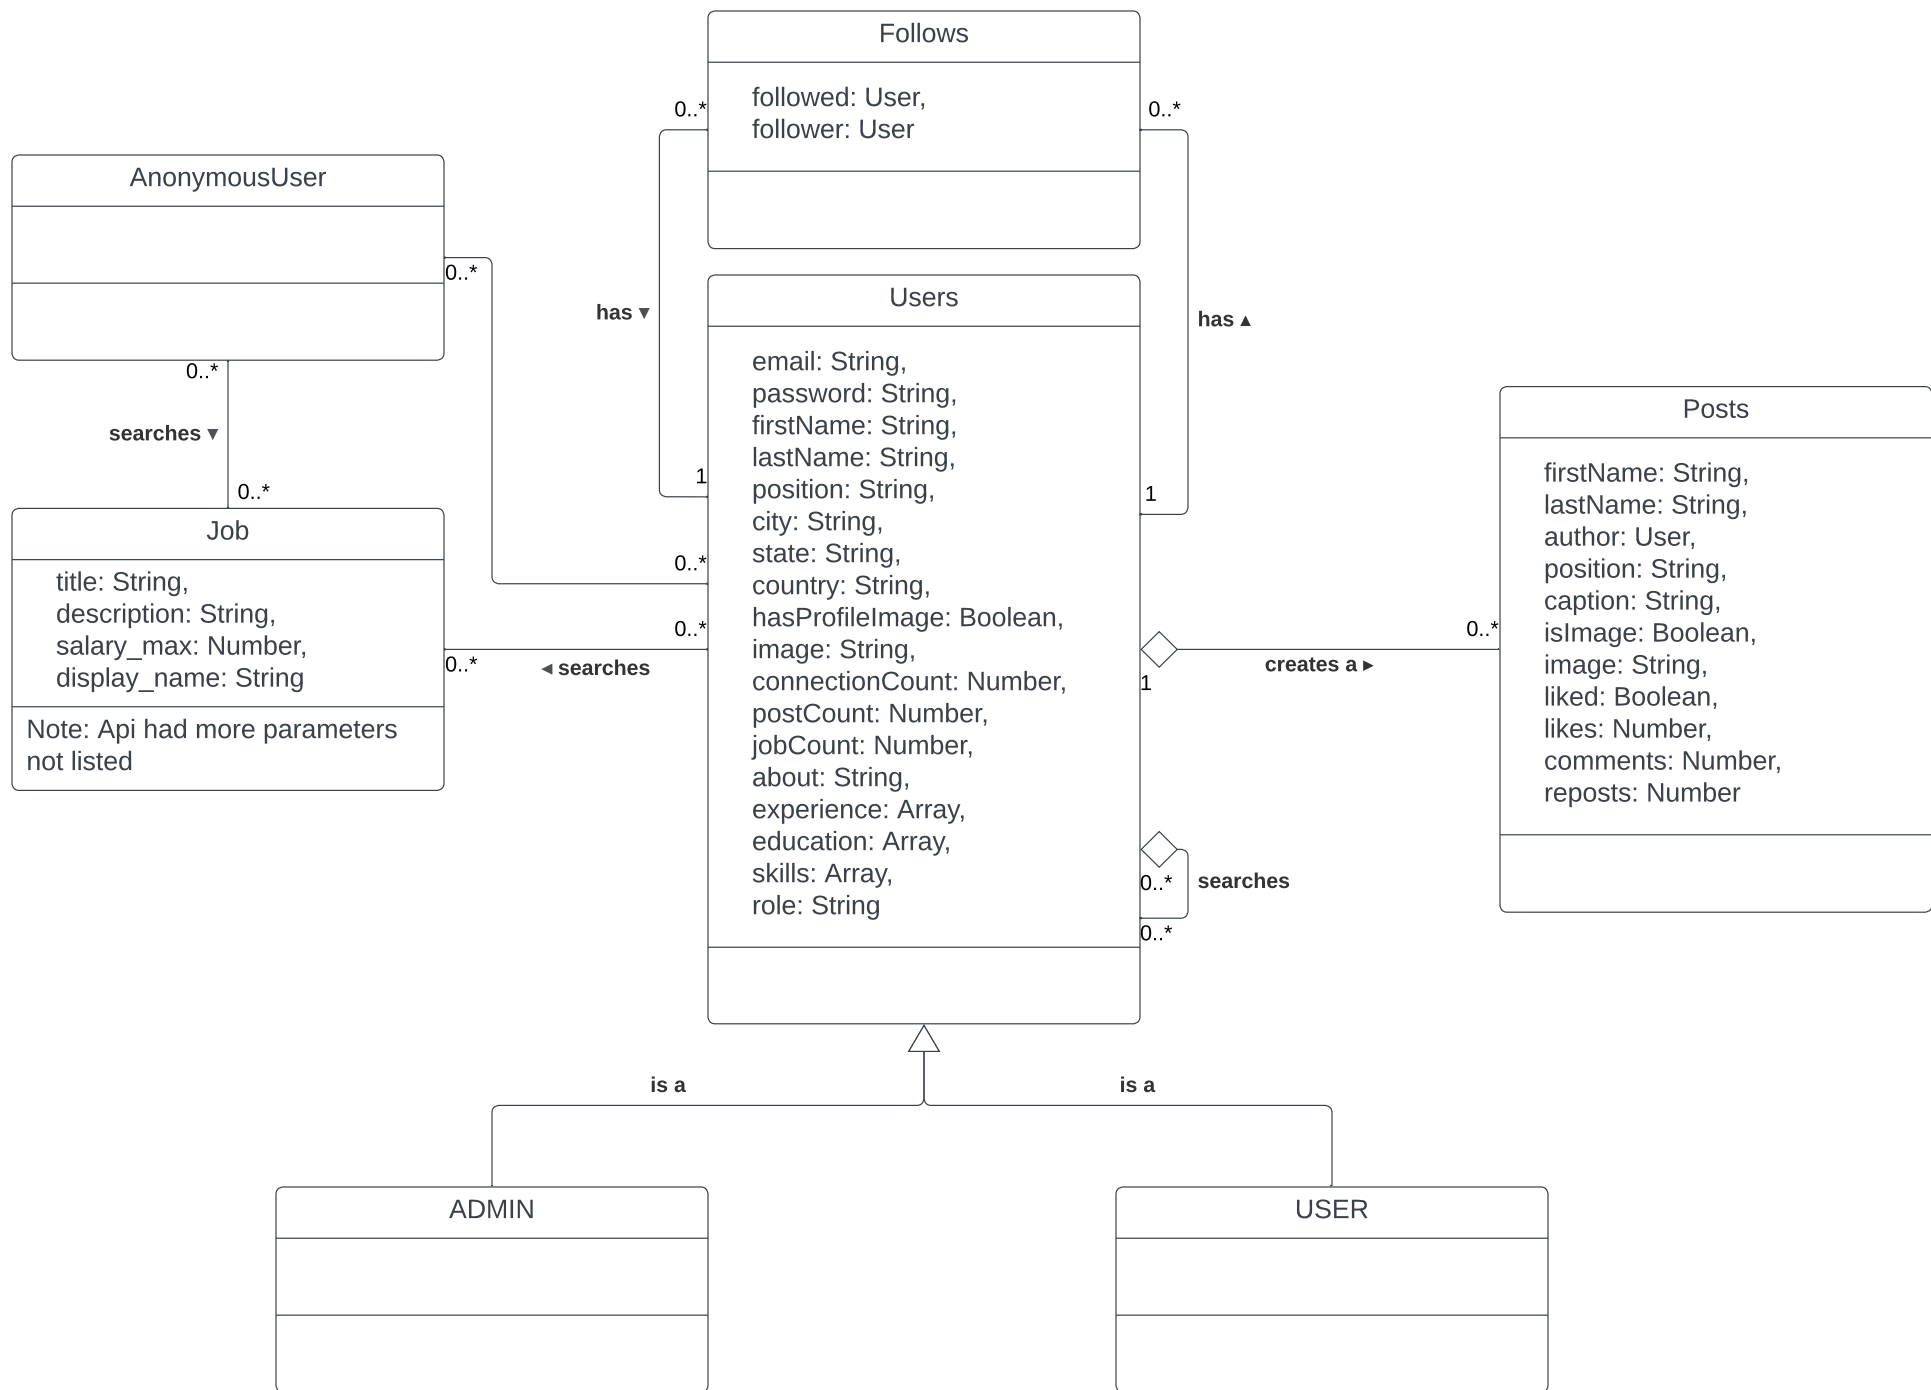 Follows
followed: User,
follower: User
0..*
0..*
has ▼
has ▲
1
1
AnonymousUser
0..*
0..*
searches ▼
0..*
0..*
Job
title: String,
description: String,
salary_max: Number,
display_name: String
Note: Api had more parameters
not listed
0..*
◄ searches
0..*
Users
email: String,
password: String,
firstName: String,
lastName: String,
position: String,
city: String,
state: String,
country: String,
hasProfileImage: Boolean,
image: String,
connectionCount: Number,
postCount: Number,
jobCount: Number,
about: String,
experience: Array,
education: Array,
skills: Array,
role: String
1
creates a ►
0..*
0..*
searches
0..*
Posts
firstName: String,
lastName: String,
author: User,
position: String,
caption: String,
isImage: Boolean,
image: String,
liked: Boolean,
likes: Number,
comments: Number,
reposts: Number
is a
is a
ADMIN
USER